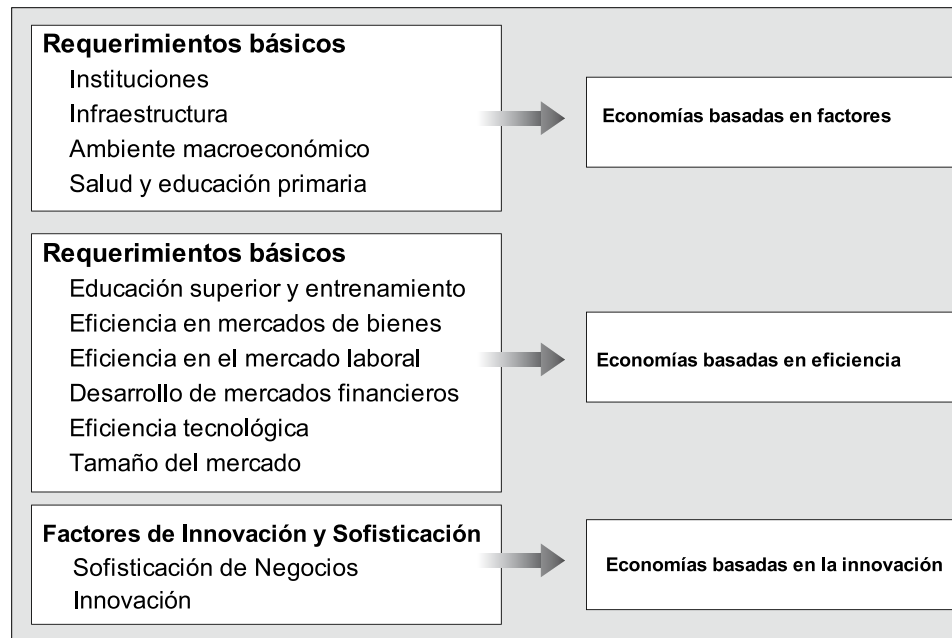 Requerimientos básicos
Instituciones
Infraestructura
Ambiente macroeconómico
Salud y educación primaria
Economías basadas en factores
Requerimientos básicos
Educación superior y entrenamiento
Eficiencia en mercados de bienes
Eficiencia en el mercado laboral
Desarrollo de mercados financieros
Eficiencia tecnológica
Tamaño del mercado
Economías basadas en eficiencia
Factores de Innovación y Sofisticación
Sofisticación de Negocios
Innovación
Economías basadas en la innovación